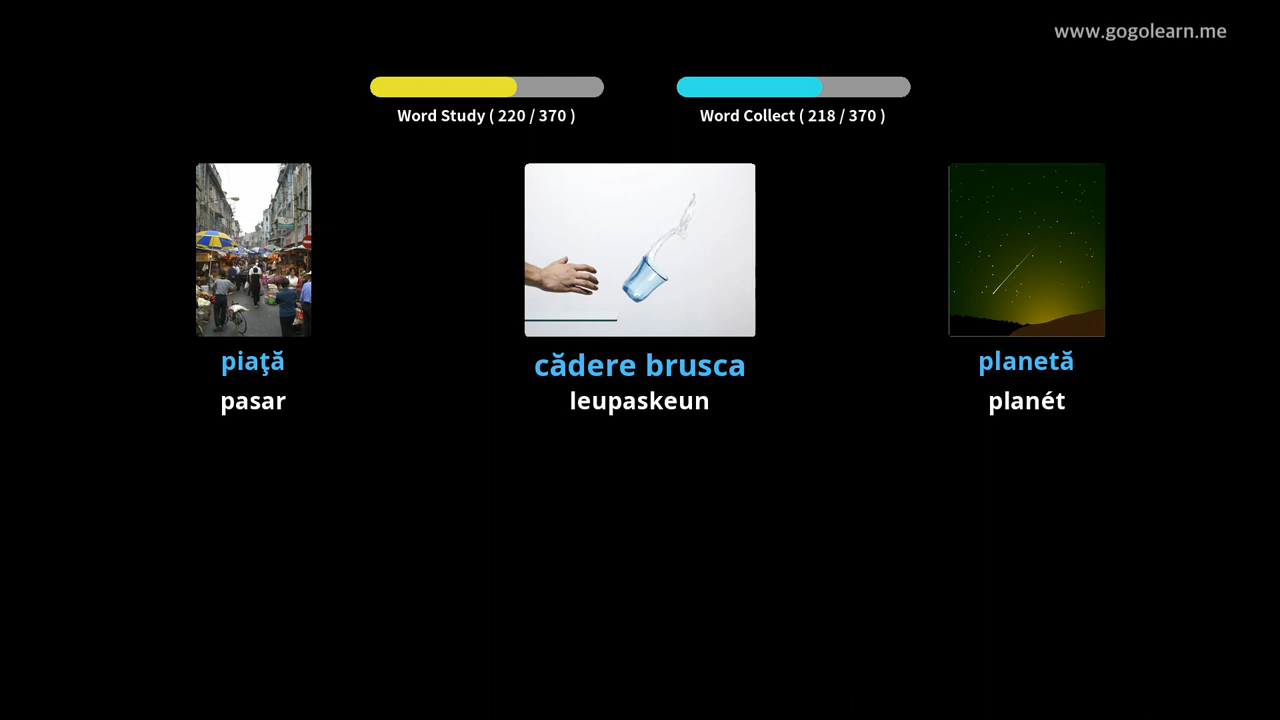 www.gogolearn.me
Word Study ( 220 / 370 )
Word Collect ( 218 / 370 )
piaţă
cădere brusca
planetă
pasar
leupaskeun
planét